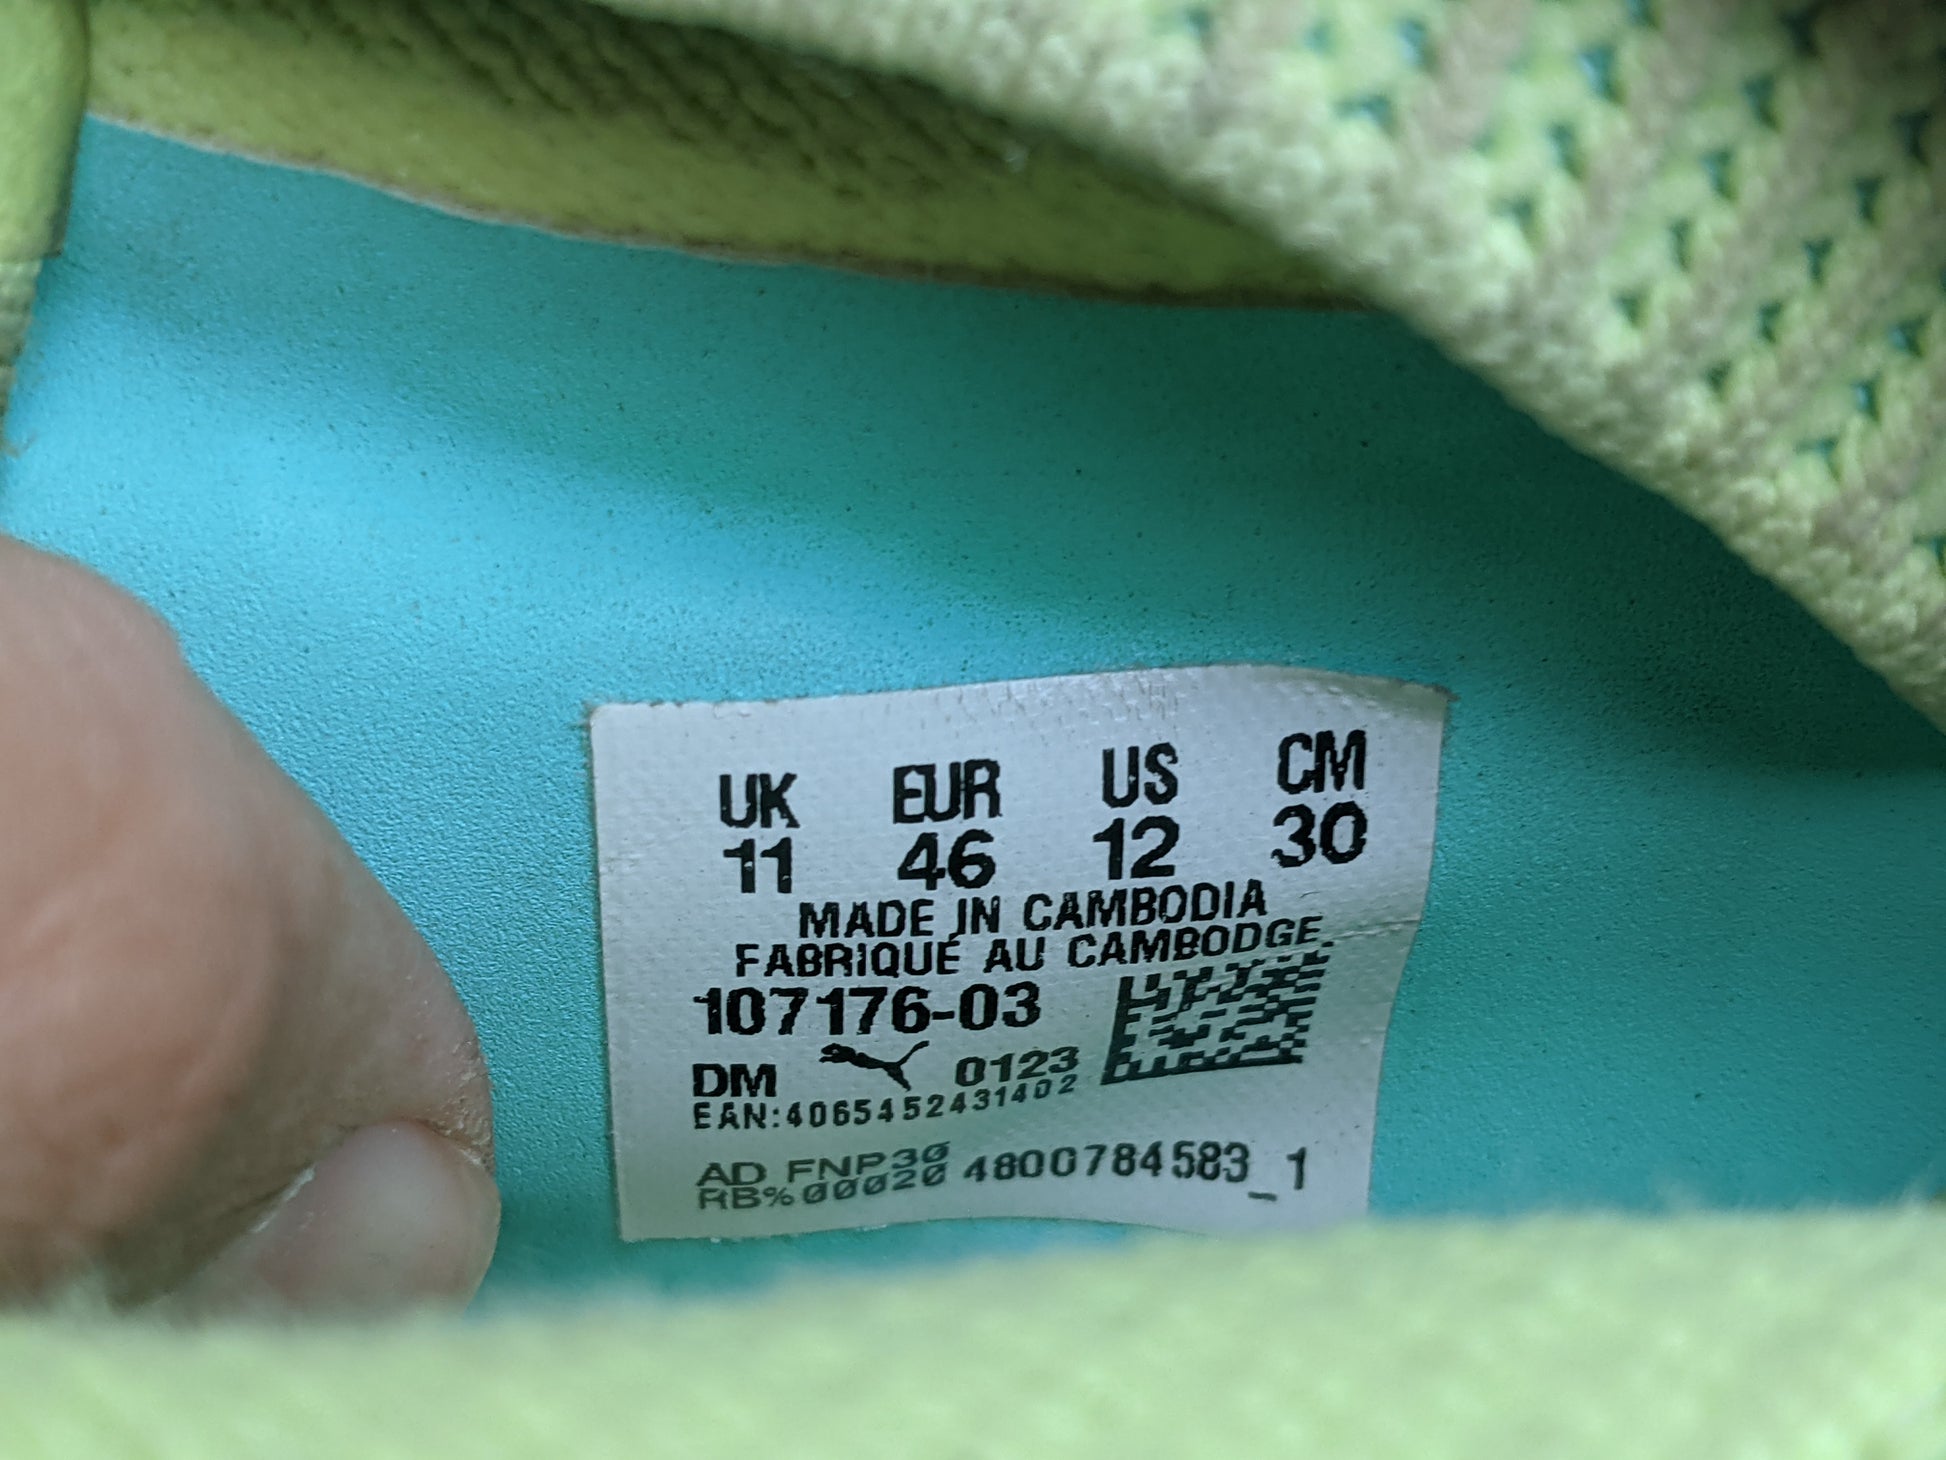 UK EUR US CM
11 46 12 30
MADE IN CAMBODIA
FABRIQUÉ AU CAMBODGE
107176-03
DM 0123
EAN:4065452431402
AD FNP30
RB%00020 4800784583_1